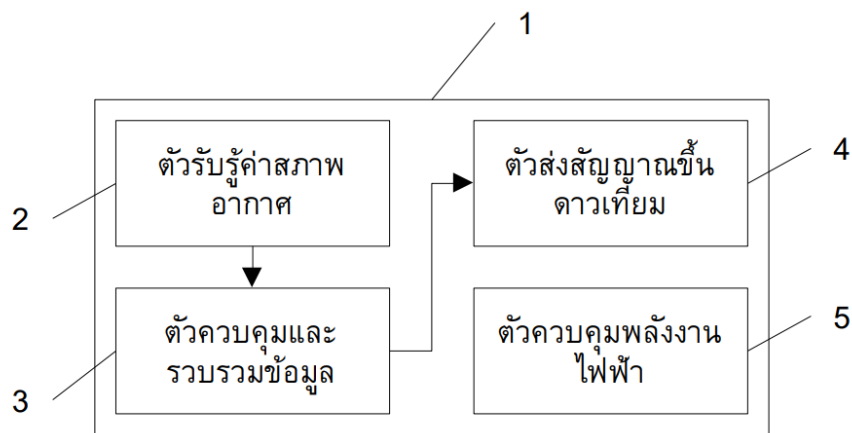 1
ตัวรับรู้ค่าสภาพ
อากาศ
2
ตัวส่งสัญญาณขึ้น
ดาวเทียม
4
ตัวควบคุมและ
รวบรวมข้อมูล
3
ตัวควบคุมพลังงาน
ไฟฟ้า
5